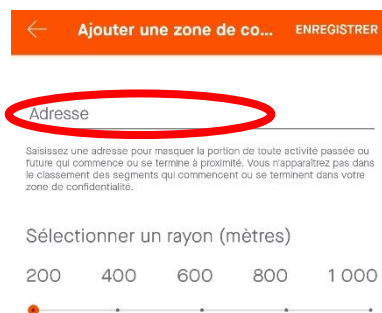 Ajouter une zone de co... ENREGISTRER
Adresse
Saisissez une adresse pour masquer la portion de toute activité passée ou
future qui commence ou se termine à proximité. Vous n'apparaîtrez pas dans
le classement des segments qui commencent ou se terminent dans votre
zone de confidentialité.
Sélectionner un rayon (mètres)
200 400 600 800 1 000